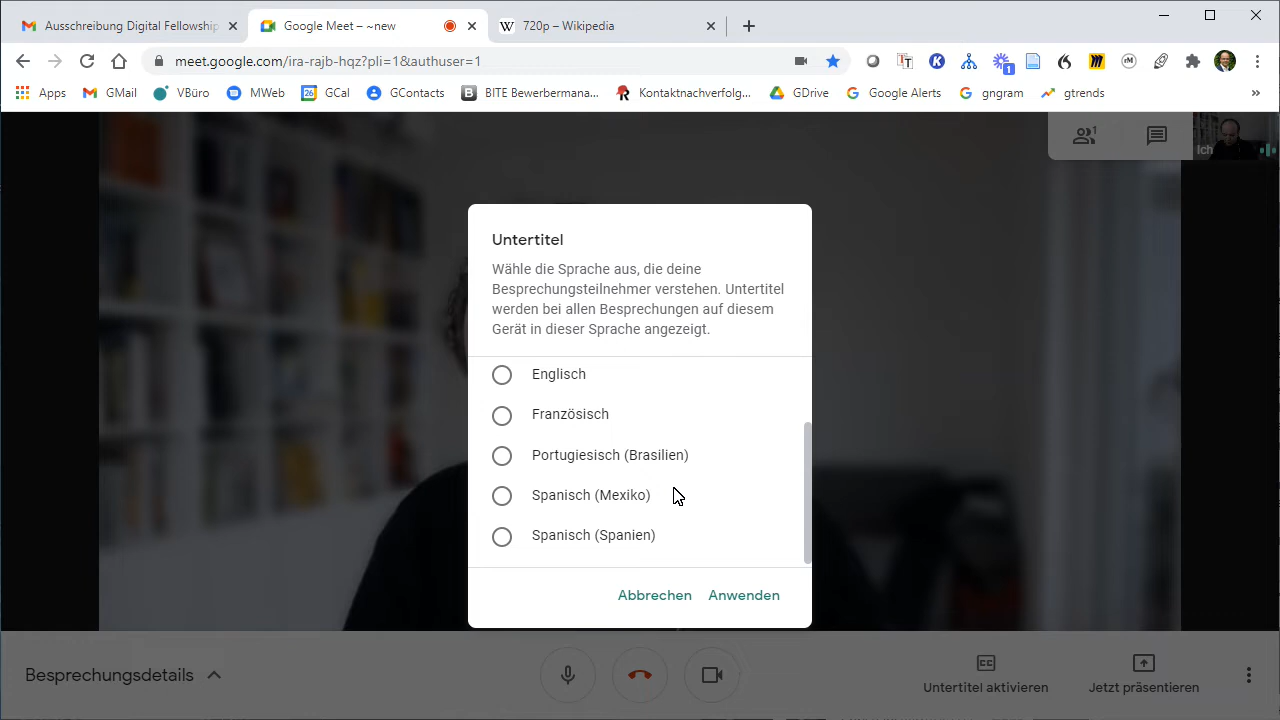 Ausschreibung Digital Fellowship
Google Meet – ~new
720p – Wikipedia
meet.google.com/ira-rajb-hqz?pli=1&authuser=1
Apps
GMail
VBüro
MWeb
GCal
GContacts
BITE Bewerbermana...
Kontaktnachverfolg...
GDrive
Google Alerts
gngram
gtrends
Ich
Untertitel
Wähle die Sprache aus, die deine
Besprechungsteilnehmer verstehen. Untertitel
werden bei allen Besprechungen auf diesem
Gerät in dieser Sprache angezeigt.
Englisch
Französisch
Portugiesisch (Brasilien)
Spanisch (Mexiko)
Spanisch (Spanien)
Abbrechen Anwenden
Besprechungsdetails
Untertitel aktivieren
Jetzt präsentieren